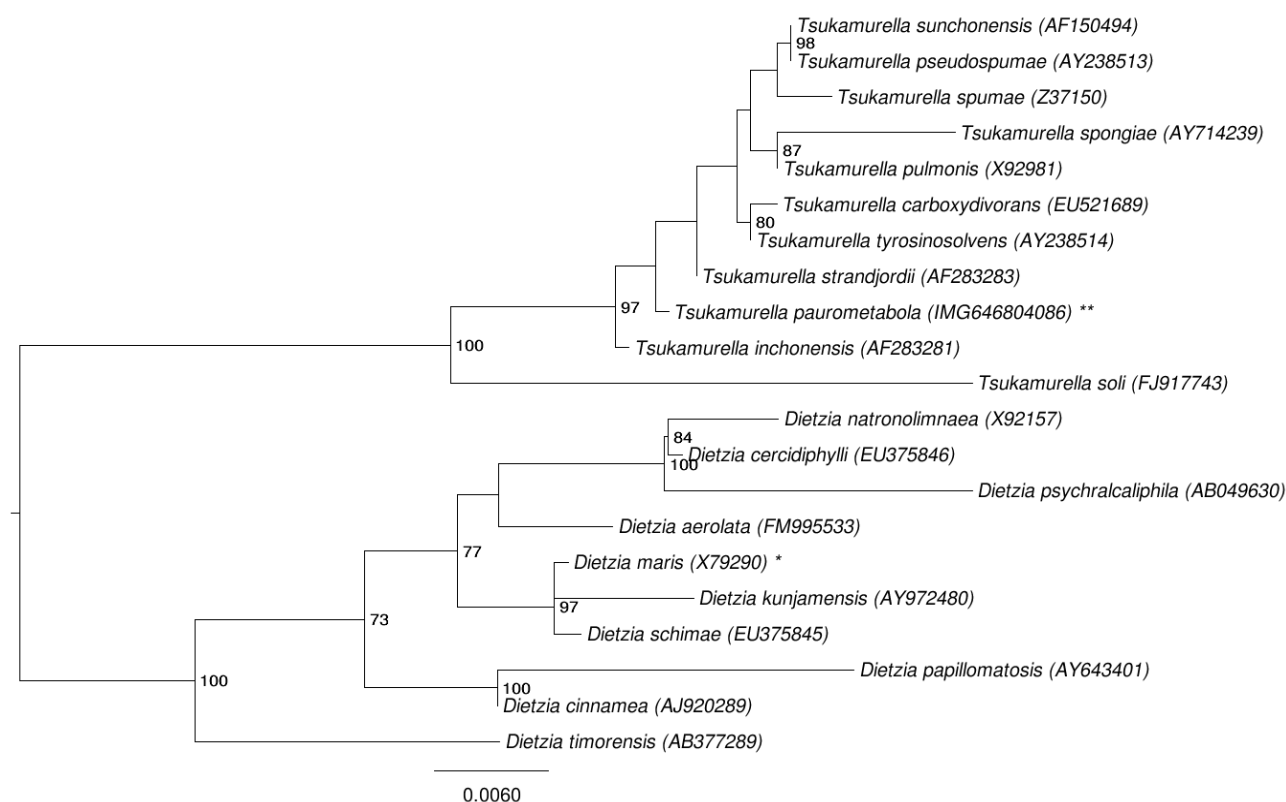 Tsukamurella sunchonensis (AF150494)
98
Tsukamurella pseudospumae (AY238513)
Tsukamurella spumae (Z37150)
Tsukamurella spongiae (AY714239)
87
Tsukamurella pulmonis (X92981)
Tsukamurella carboxydivorans (EU521689)
80
Tsukamurella tyrosinosolvens (AY238514)
Tsukamurella strandjordii (AF283283)
97
Tsukamurella paurometabola (IMG646804086) **
100
Tsukamurella inchonensis (AF283281)
Tsukamurella soli (FJ917743)
Dietzia natronolimnaea (X92157)
84
Dietzia cercidiphylli (EU375846)
100
Dietzia psychralcaliphila (AB049630)
Dietzia aerolata (FM995533)
77
Dietzia maris (X79290) *
Dietzia kunjamensis (AY972480)
97
73
Dietzia schimae (EU375845)
Dietzia papillomatosis (AY643401)
100
100
Dietzia cinnamea (AJ920289)
Dietzia timorensis (AB377289)
0.0060